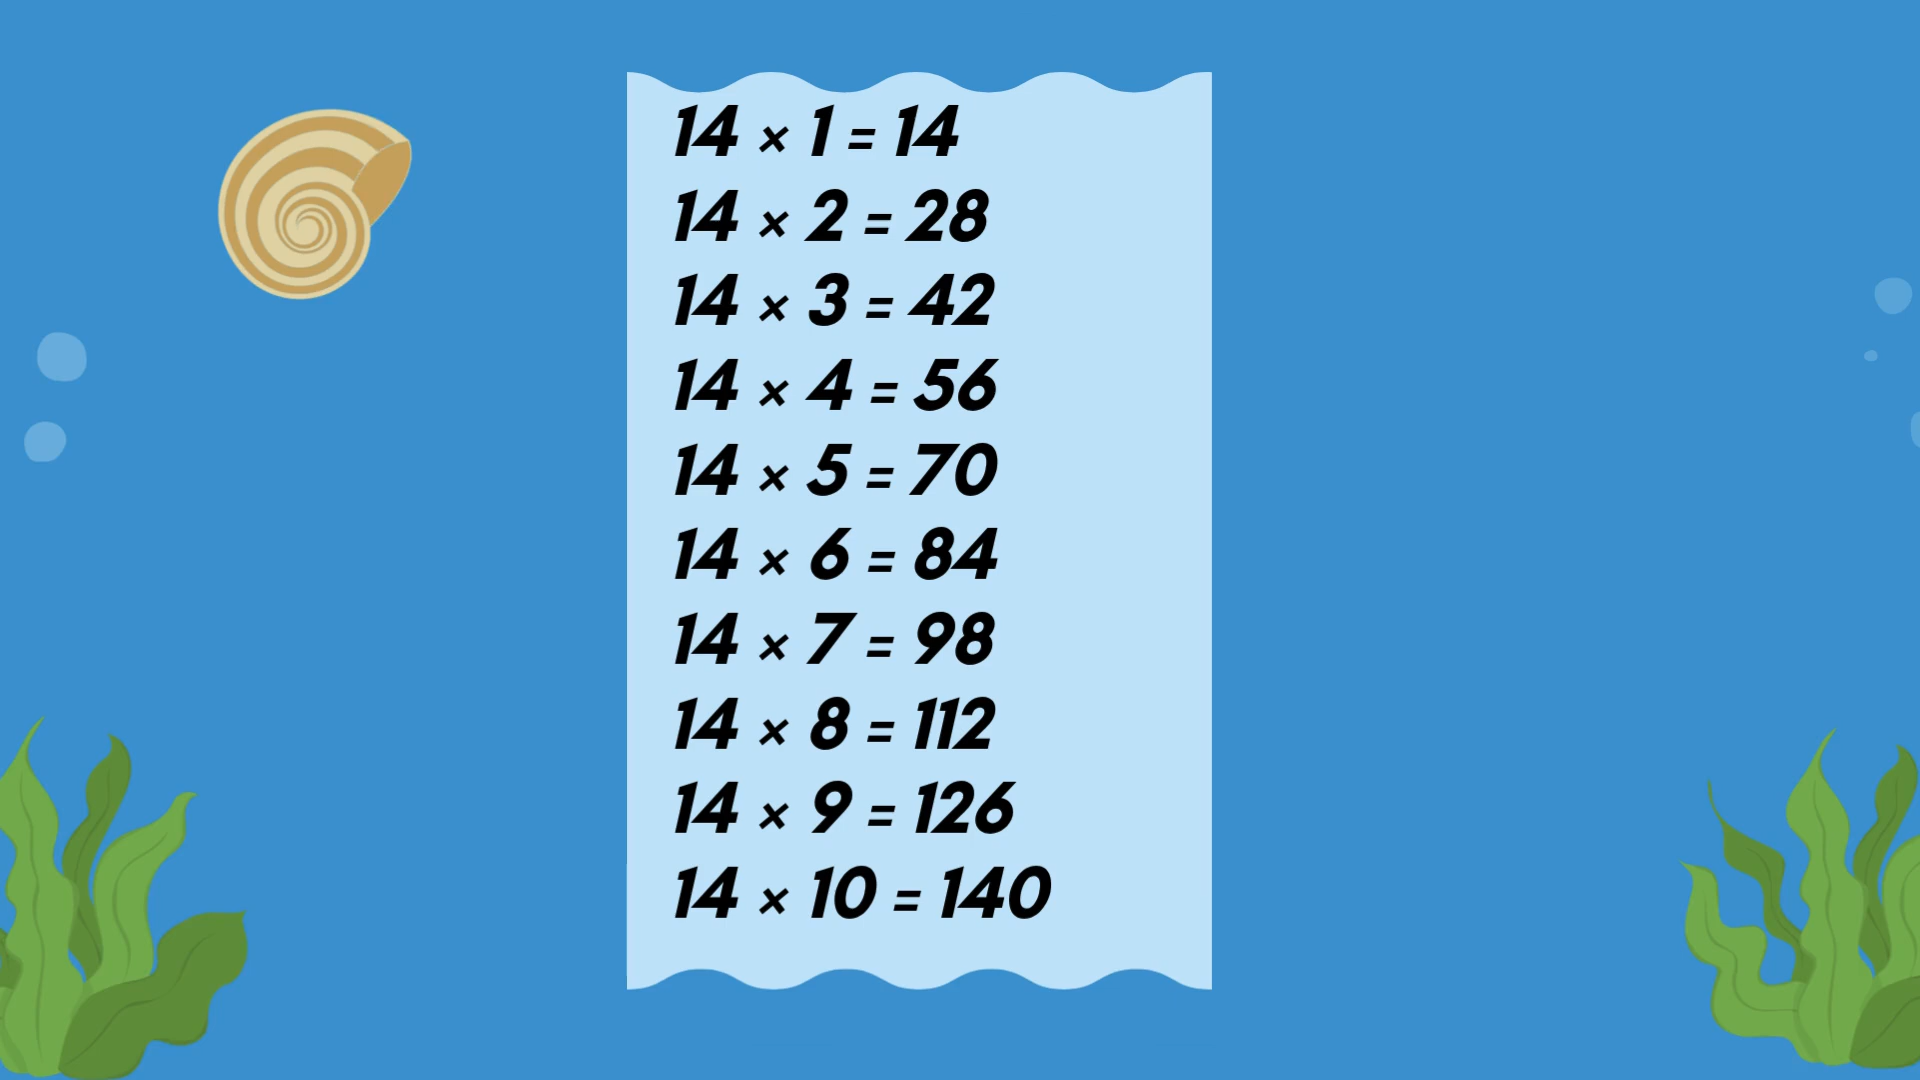 14 × 1 = 14
14 × 2 = 28
14 × 3 = 42
14 × 4 = 56
14 × 5 = 70
14 × 6 = 84
14 × 7 = 98
14 × 8 = 112
14 × 9 = 126
14 × 10 = 140